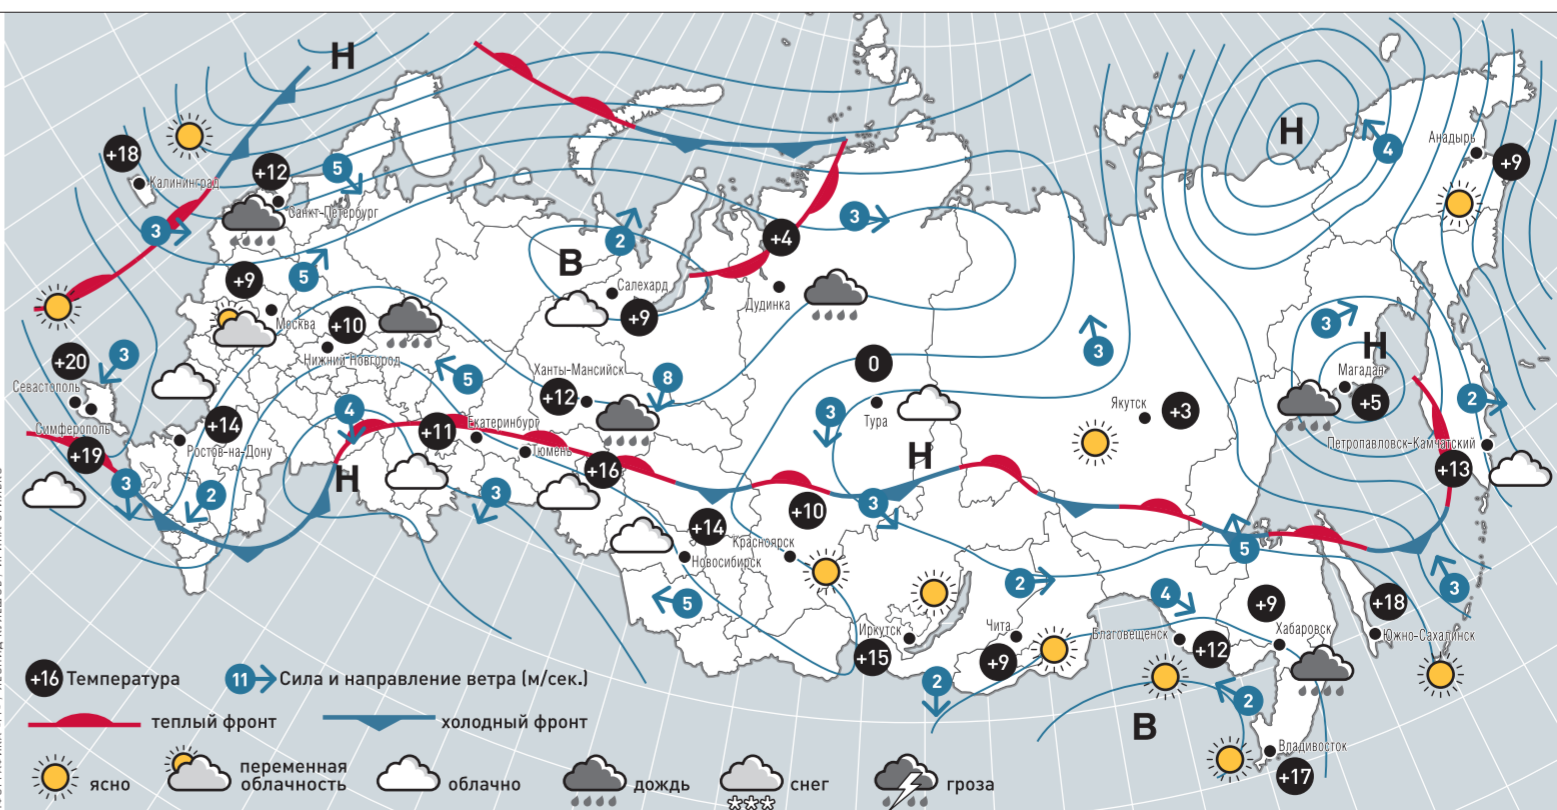 Н
+18
Калининград
+12
Санкт-Петербург
5
3
5
2
В
Салехард
+9
+4
Дудинка
3
Н
4
Анадырь
+9
+9
Москва
+10
Нижний Новгород
+20
3
Севастополь
Симферополь
+19
+14
Ростов-на-Дону
3
2
4
5
Н
+11
Екатеринбург
Тюмень
3
Ханты-Мансийск
+12
8
+16
0
Тура
3
3
Якутск
+3
3
Н
Магадан
+5
2
Петропавловск-Камчатский
+13
Н
3
+10
Красноярск
+14
Новосибирск
5
2
5
3
4
+9
Хабаровск
+18
Южно-Сахалинск
Иркутск
+15
Чита
+9
Благовещенск
+12
2
2
В
Владивосток
+17
+16 Температура
11 Сила и направление ветра (м/сек.)
теплый фронт
холодный фронт
ясно
переменная
облачность
облачно
дождь
снег
гроза